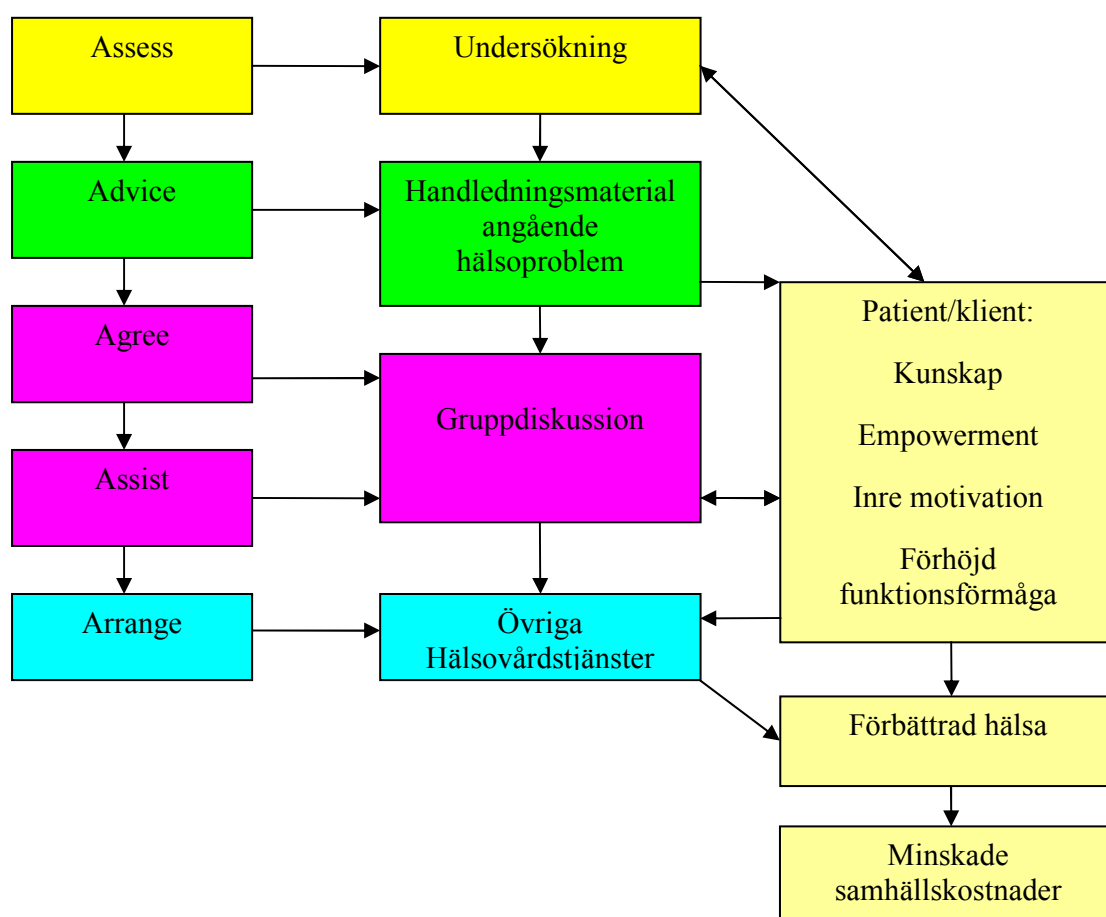 Assess
Undersökning
Advice
Handledningsmaterial
angående
hälsoproblem
Agree
Gruppdiskussion
Assist
Arrange
Övriga
Hälsovårdstjänster
Patient/klient:
Kunskap
Empowerment
Inre motivation
Förhöjd
funktionsförmåga
Förbättrad hälsa
Minskade
samhällskostnader